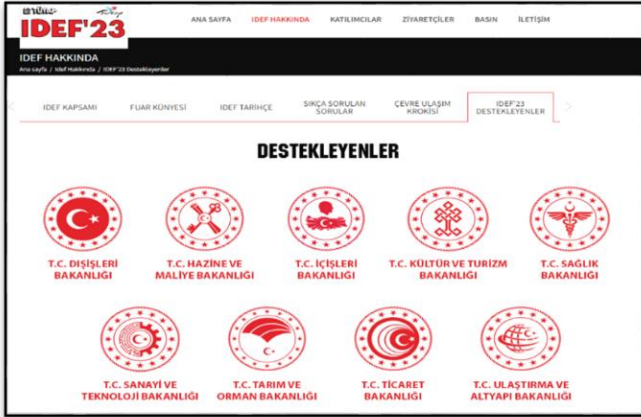 IDEF'23
ANA SAYFA IDEF HAKKINDA KATILIMCILAR ZİYARETÇİLER BASIN İLETİŞİM
IDEF HAKKINDA
Ana sayfa / Idef Hakkında / IDEF'23 Destekleyenler
IDEF KAPSAMI FUAR KÜNYESİ IDEF TARİHÇE SIKÇA SORULAN SORULAR ÇEVRE ULAŞIM KROKİSİ IDEF'23 DESTEKLEYENLER
DESTEKLEYENLER
T.C. DIŞİŞLERİ BAKANLIĞI
T.C. HAZİNE VE MALİYE BAKANLIĞI
T.C. İÇİŞLERİ BAKANLIĞI
T.C. KÜLTÜR VE TURİZM BAKANLIĞI
T.C. SAĞLIK BAKANLIĞI
T.C. SANAYİ VE TEKNOLOJİ BAKANLIĞI
T.C. TARIM VE ORMAN BAKANLIĞI
T.C. TİCARET BAKANLIĞI
T.C. ULAŞTIRMA VE ALTYAPI BAKANLIĞI